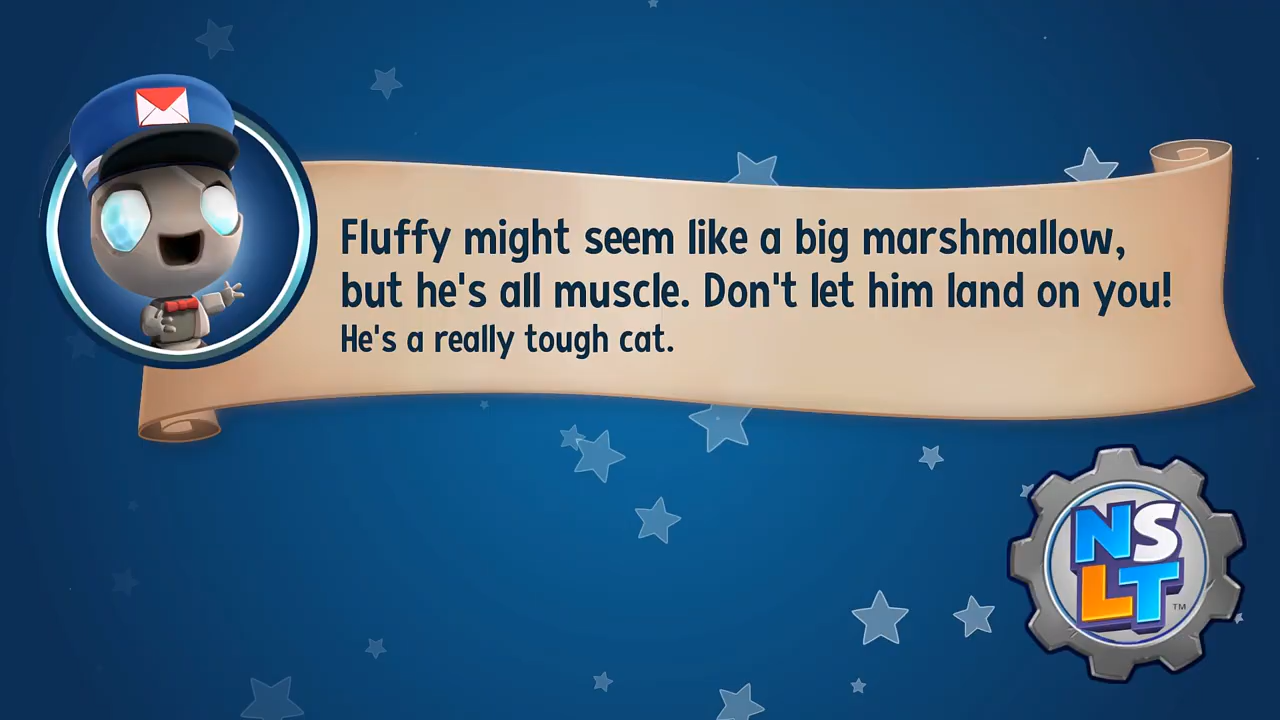 Fluffy might seem like a big marshmallow,
but he's all muscle. Don't let him land on you!
He's a really tough cat.
NS
LT
TM